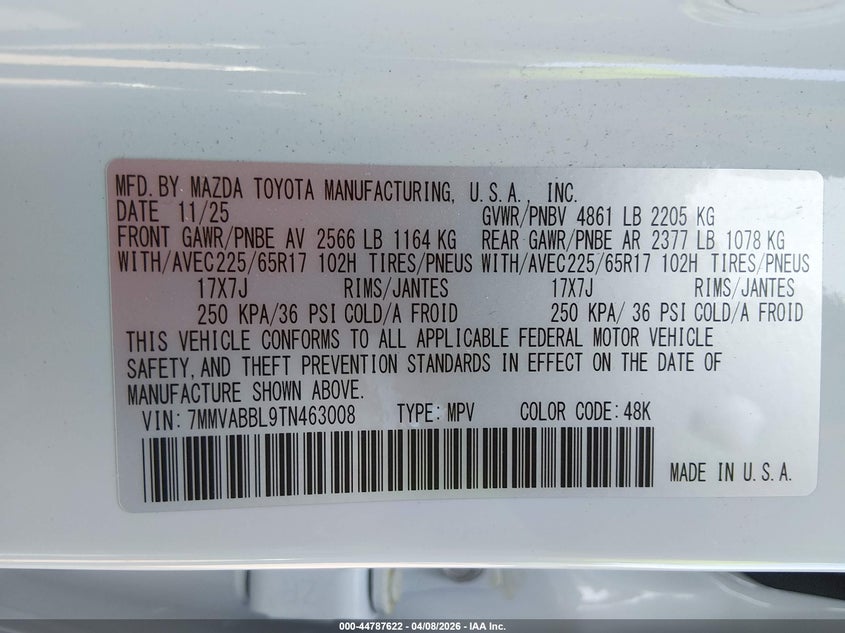 MFD. BY MAZDA TOYOTA MANUFACTURING, U.S.A., INC.
DATE 11/25 GVWR/PNBV 4861 LB 2205 KG
FRONT GAWR/PNBE AV 2566 LB 1164 KG REAR GAWR/PNBE AR 2377 LB 1078 KG
WITH/AVEC 225/65R17 102H TIRES/PNEUS WITH/AVEC 225/65R17 102H TIRES/PNEUS
17X7J RIMS/JANTES 17X7J RIMS/JANTES
250 KPA/36 PSI COLD/A FROID 250 KPA/36 PSI COLD/A FROID
THIS VEHICLE CONFORMS TO ALL APPLICABLE FEDERAL MOTOR VEHICLE
SAFETY, AND THEFT PREVENTION STANDARDS IN EFFECT ON THE DATE OF
MANUFACTURE SHOWN ABOVE.
VIN: 7MMVABBL9TN463008 TYPE: MPV COLOR CODE: 48K
MADE IN U.S.A.
000-44787622 - 04/08/2026 - IAA Inc.